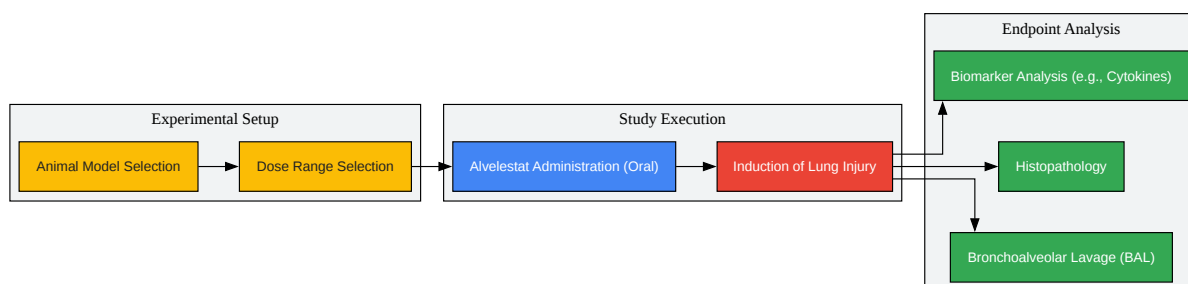 Experimental Setup
Animal Model Selection
Dose Range Selection
Study Execution
Alvelestat Administration (Oral)
Induction of Lung Injury
Endpoint Analysis
Biomarker Analysis (e.g., Cytokines)
Histopathology
Bronchoalveolar Lavage (BAL)